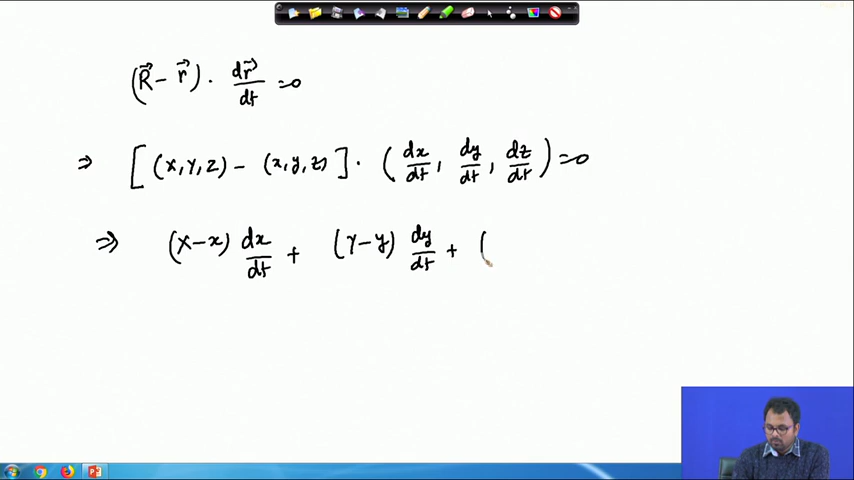 (R⃗ − r⃗) · dr⃗/dt = 0
⇒ [(X, Y, Z) − (x, y, z)] · (dx/dt, dy/dt, dz/dt) = 0
⇒ (X−x) dx/dt + (Y−y) dy/dt + (